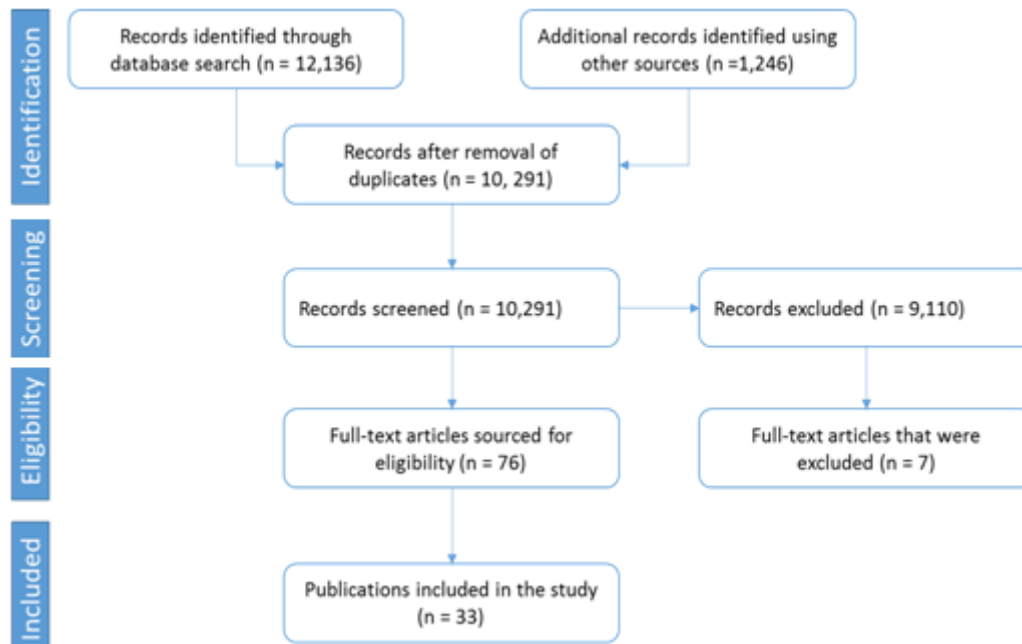 Identification
Records identified through
database search (n = 12,136)
Additional records identified using
other sources (n =1,246)
Records after removal of
duplicates (n = 10, 291)
Screening
Records screened (n = 10,291)
Records excluded (n = 9,110)
Eligibility
Full-text articles sourced for
eligibility (n = 76)
Full-text articles that were
excluded (n = 7)
Included
Publications included in the study
(n = 33)